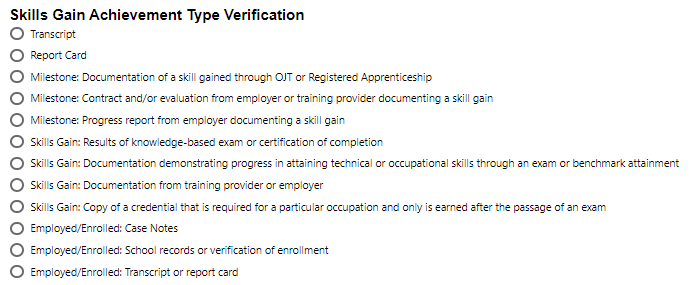 Skills Gain Achievement Type Verification
Transcript
Report Card
Milestone: Documentation of a skill gained through OJT or Registered Apprenticeship
Milestone: Contract and/or evaluation from employer or training provider documenting a skill gain
Milestone: Progress report from employer documenting a skill gain
Skills Gain: Results of knowledge-based exam or certification of completion
Skills Gain: Documentation demonstrating progress in attaining technical or occupational skills through an exam or benchmark attainment
Skills Gain: Documentation from training provider or employer
Skills Gain: Copy of a credential that is required for a particular occupation and only is earned after the passage of an exam
Employed/Enrolled: Case Notes
Employed/Enrolled: School records or verification of enrollment
Employed/Enrolled: Transcript or report card